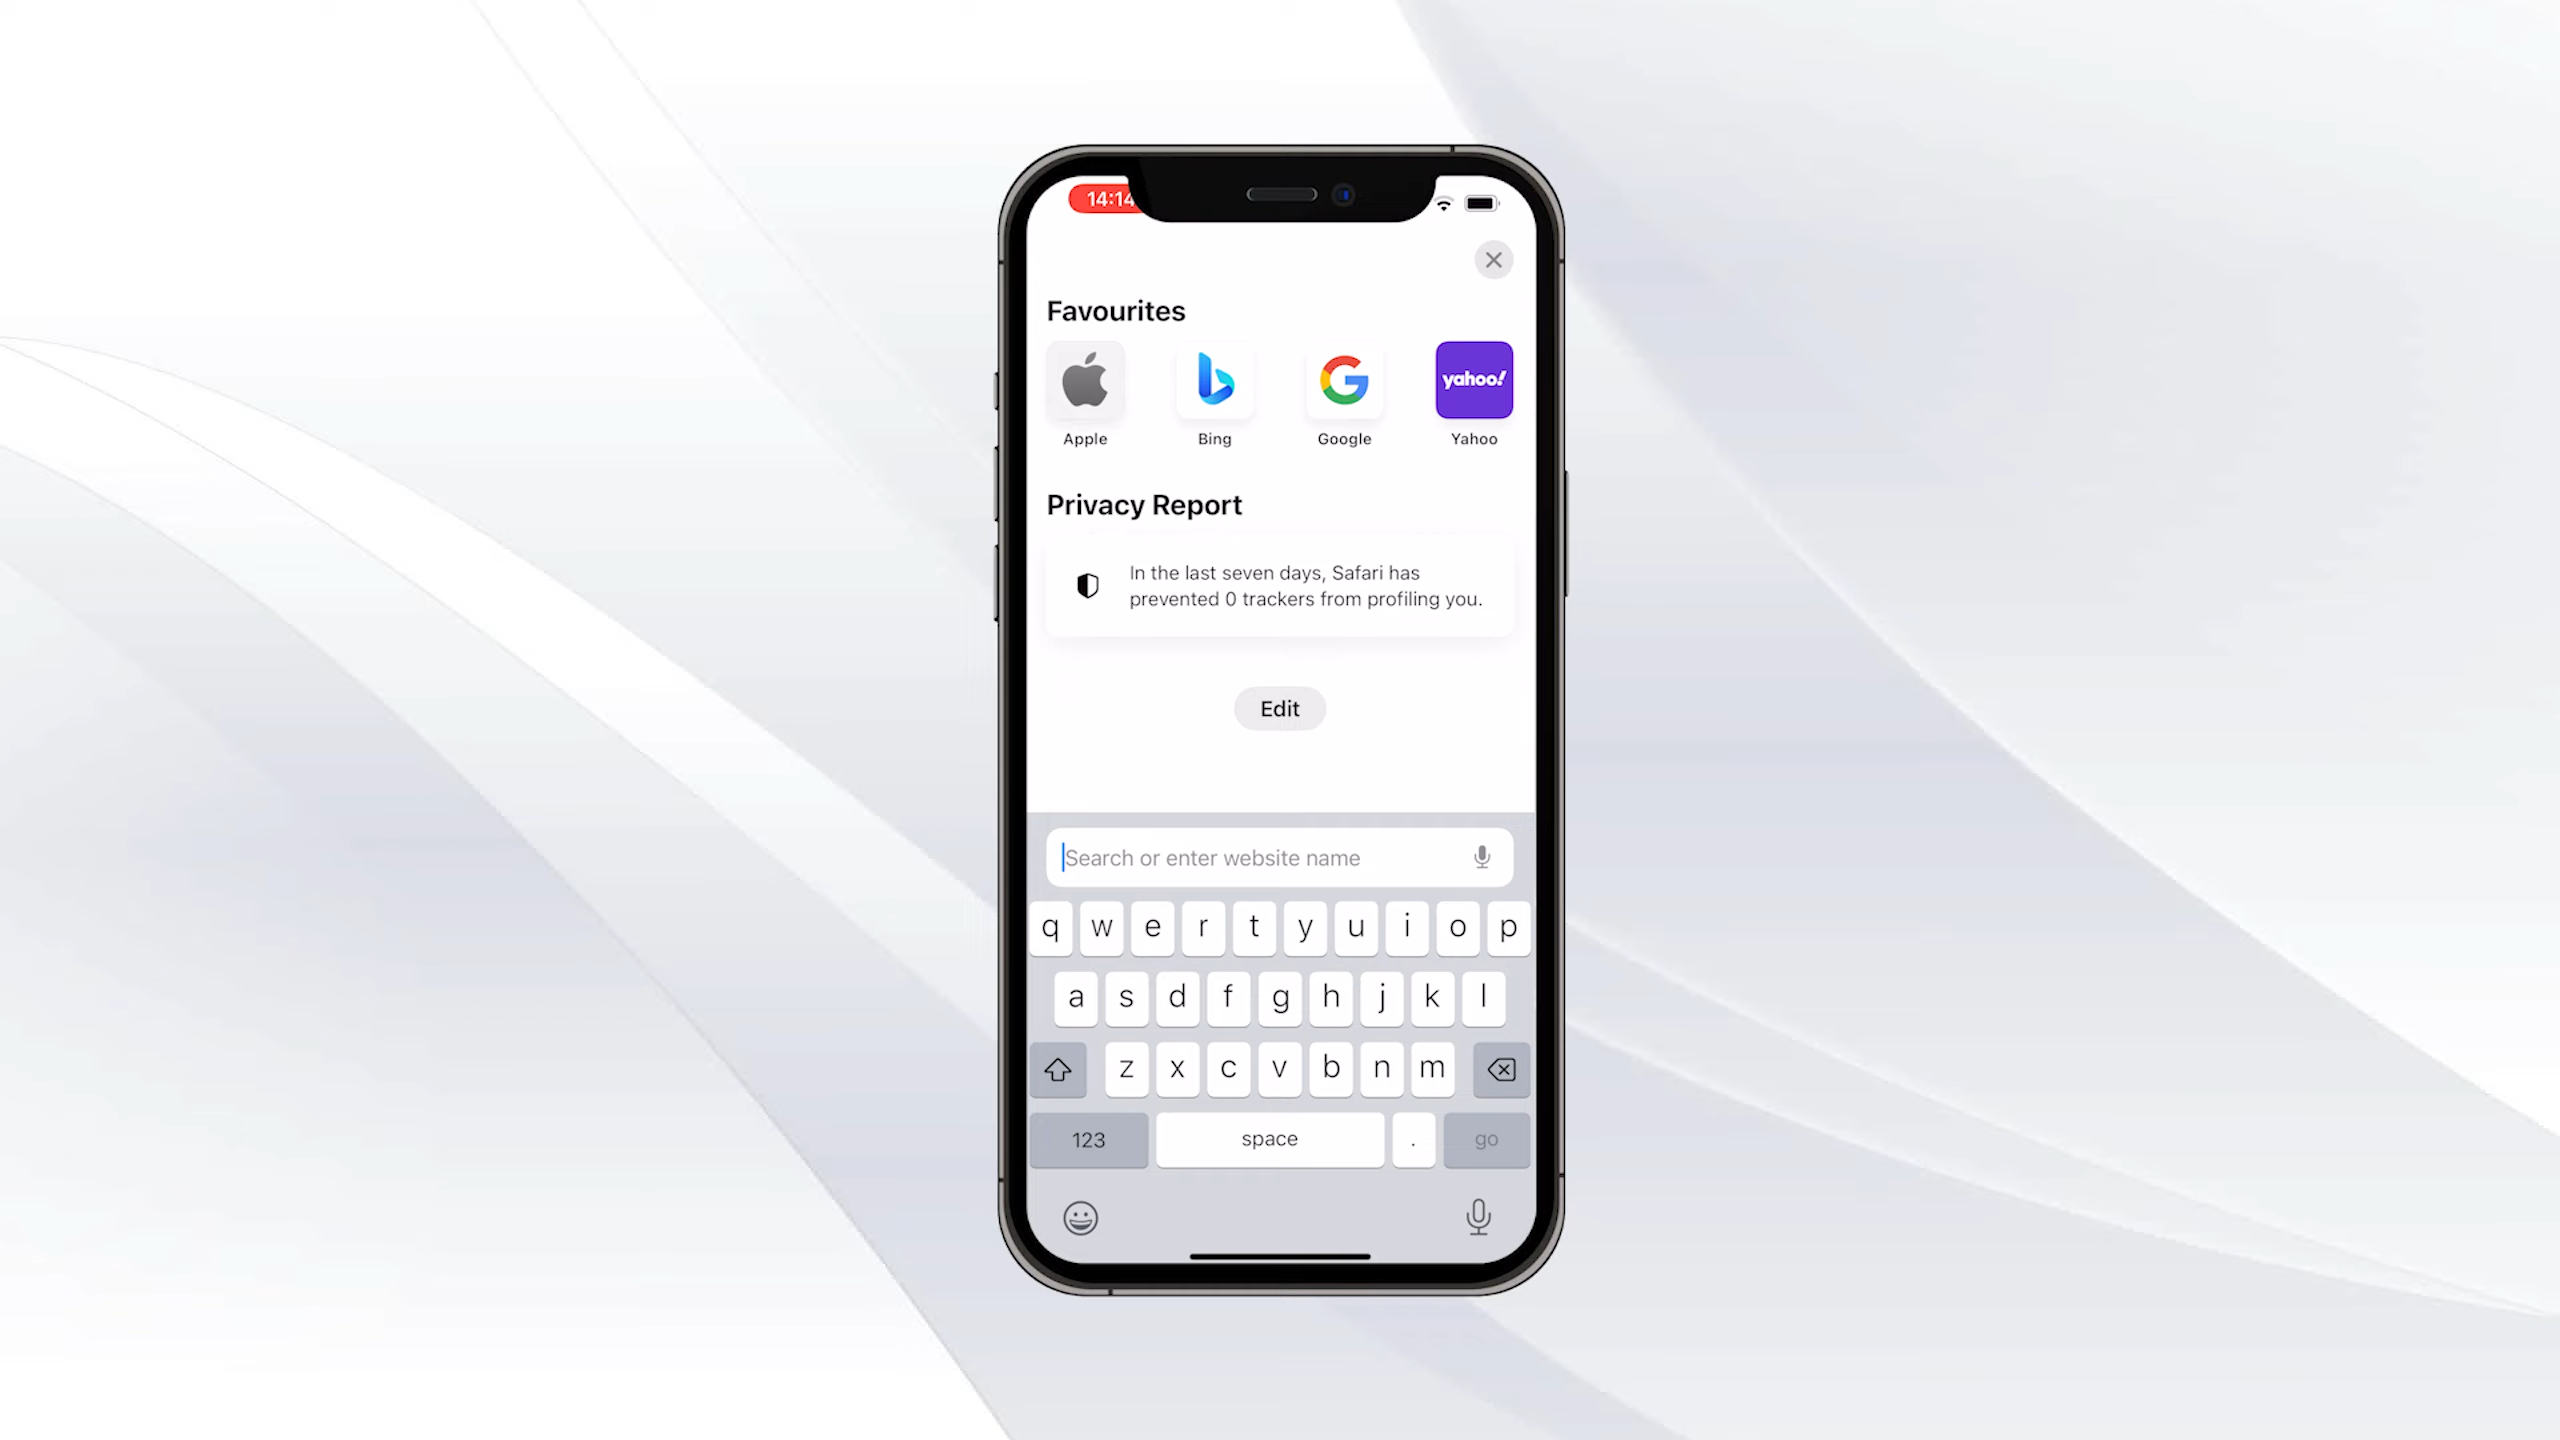 14:14
Favourites
yahoo!
Apple
Bing
Google
Yahoo
Privacy Report
In the last seven days, Safari has
prevented 0 trackers from profiling you.
Edit
Search or enter website name
q w e r t y u i o p
a s d f g h j k l
z x c v b n m
123 space . go